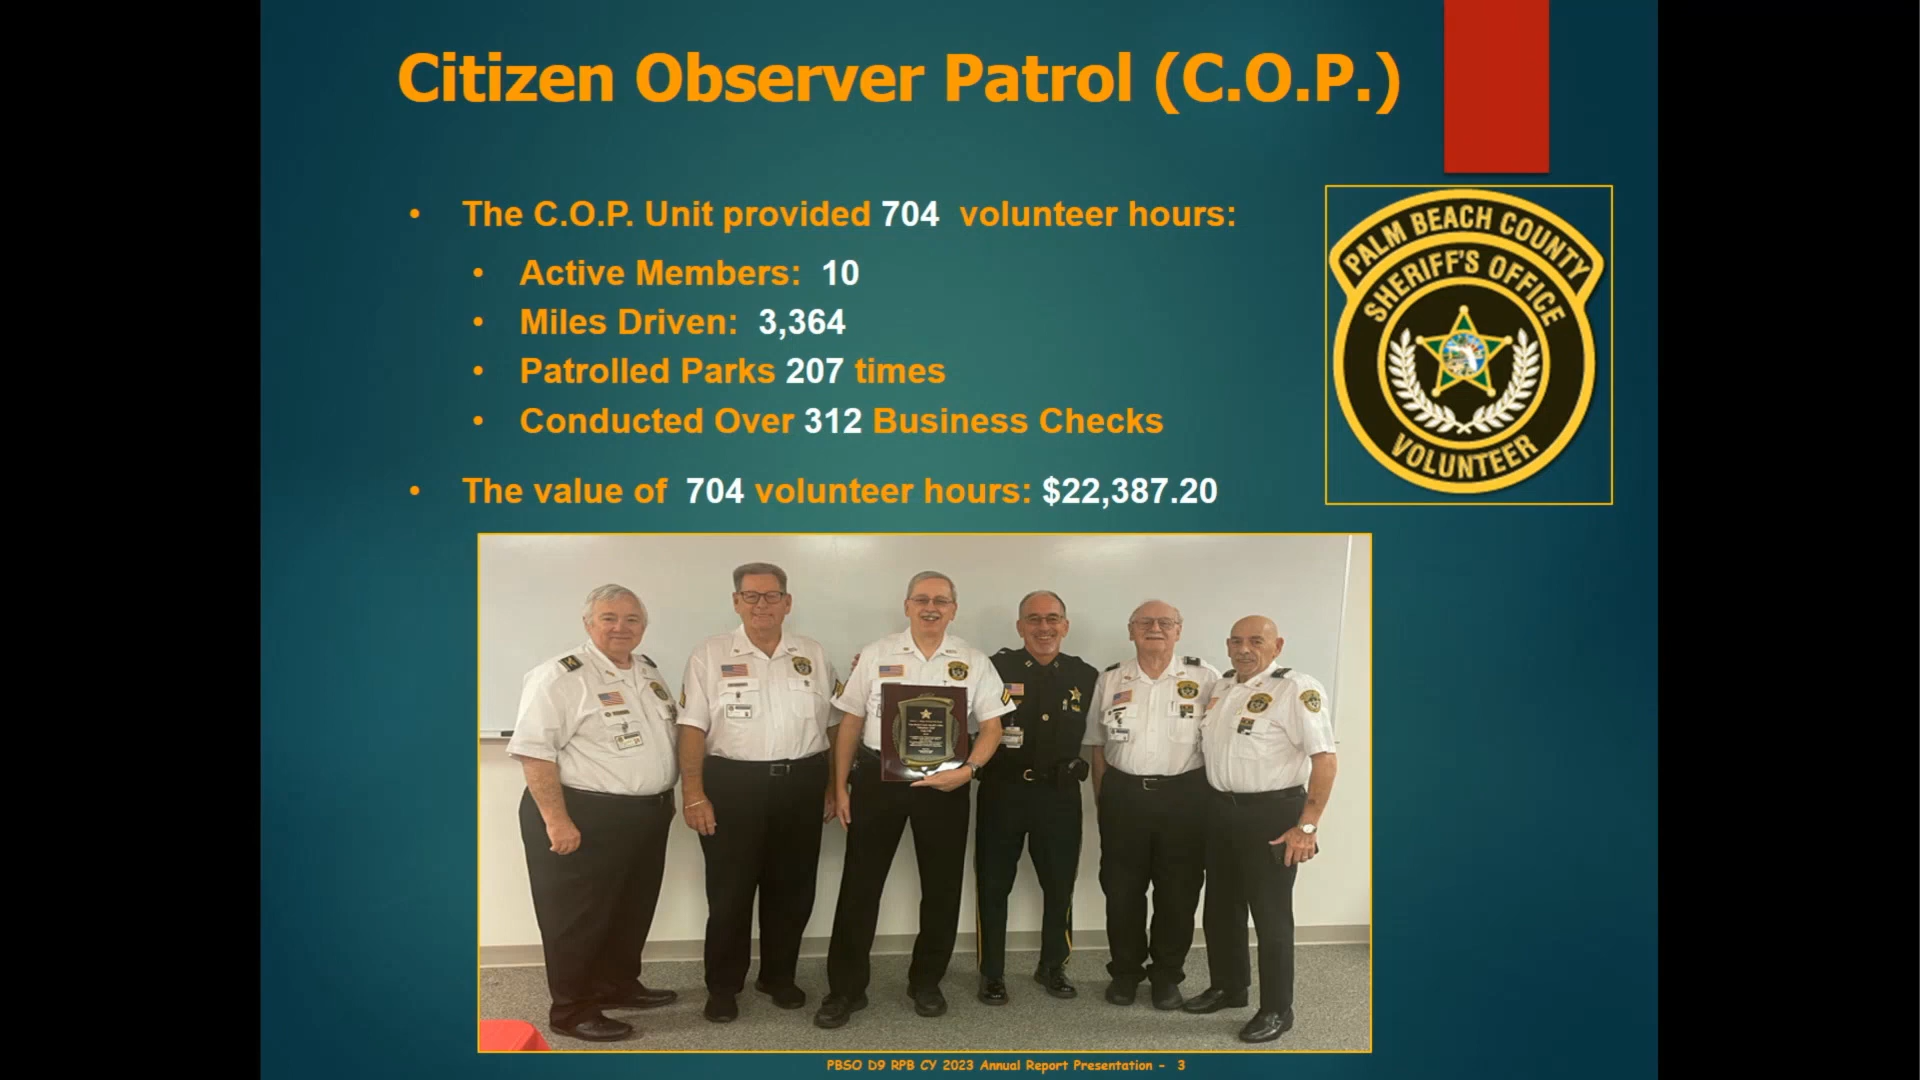 Citizen Observer Patrol (C.O.P.)
• The C.O.P. Unit provided 704 volunteer hours:
• Active Members: 10
• Miles Driven: 3,364
• Patrolled Parks 207 times
• Conducted Over 312 Business Checks
• The value of 704 volunteer hours: $22,387.20
PALM BEACH COUNTY
SHERIFF'S OFFICE
VOLUNTEER
PBSO D9 RPB CY 2023 Annual Report Presentation - 3